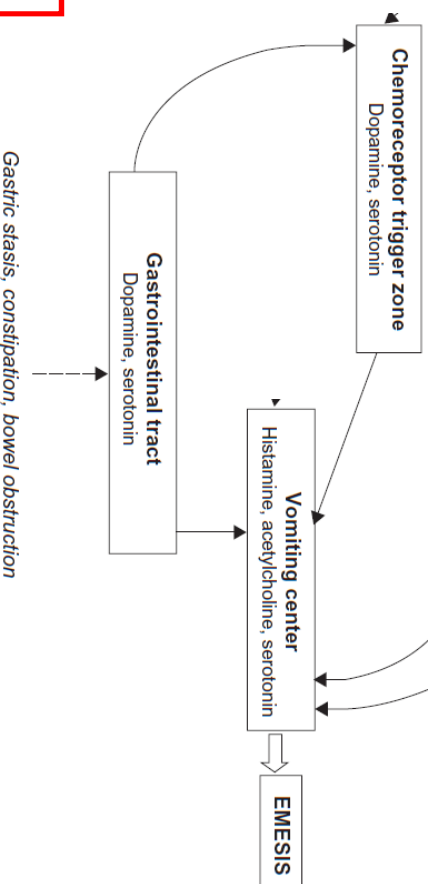 Chemoreceptor trigger zone
Dopamine, serotonin
Gastrointestinal tract
Dopamine, serotonin
Vomiting center
Histamine, acetylcholine, serotonin
EMESIS
Gastric stasis, constipation, bowel obstruction